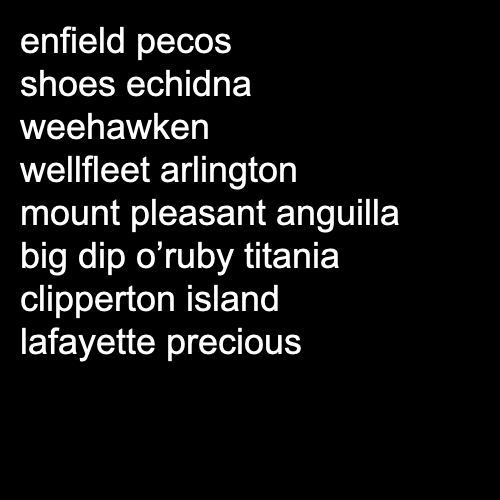 enfield pecos
shoes echidna
weehawken
wellfleet arlington
mount pleasant anguilla
big dip o’ruby titania
clipperton island
lafayette precious